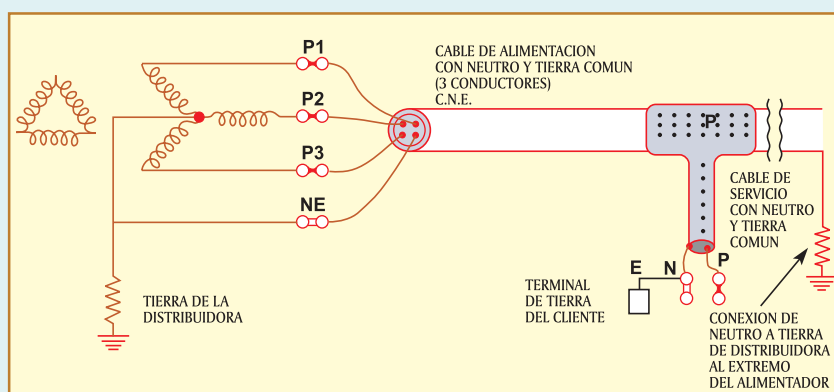 P1
P2
P3
NE
CABLE DE ALIMENTACION
CON NEUTRO Y TIERRA COMUN
(3 CONDUCTORES)
C.N.E.
P
CABLE DE
SERVICIO
CON NEUTRO
Y TIERRA
COMUN
E N P
TERMINAL
DE TIERRA
DEL CLIENTE
TIERRA DE LA
DISTRIBUIDORA
CONEXION DE
NEUTRO A TIERRA
DE DISTRIBUIDORA
AL EXTREMO
DEL ALIMENTADOR